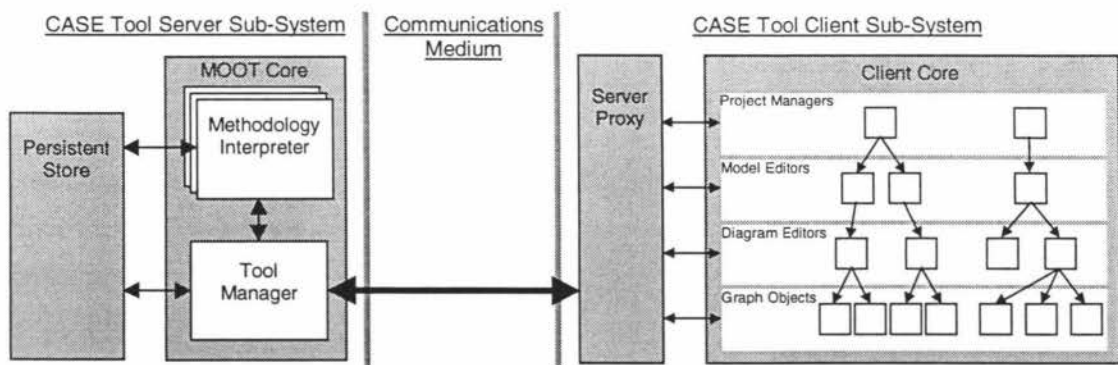 CASE Tool Server Sub-System
Communications
Medium
CASE Tool Client Sub-System
MOOT Core
Methodology
Interpreter
Persistent
Store
Tool
Manager
Server
Proxy
Client Core
Project Managers
Model Editors
Diagram Editors
Graph Objects